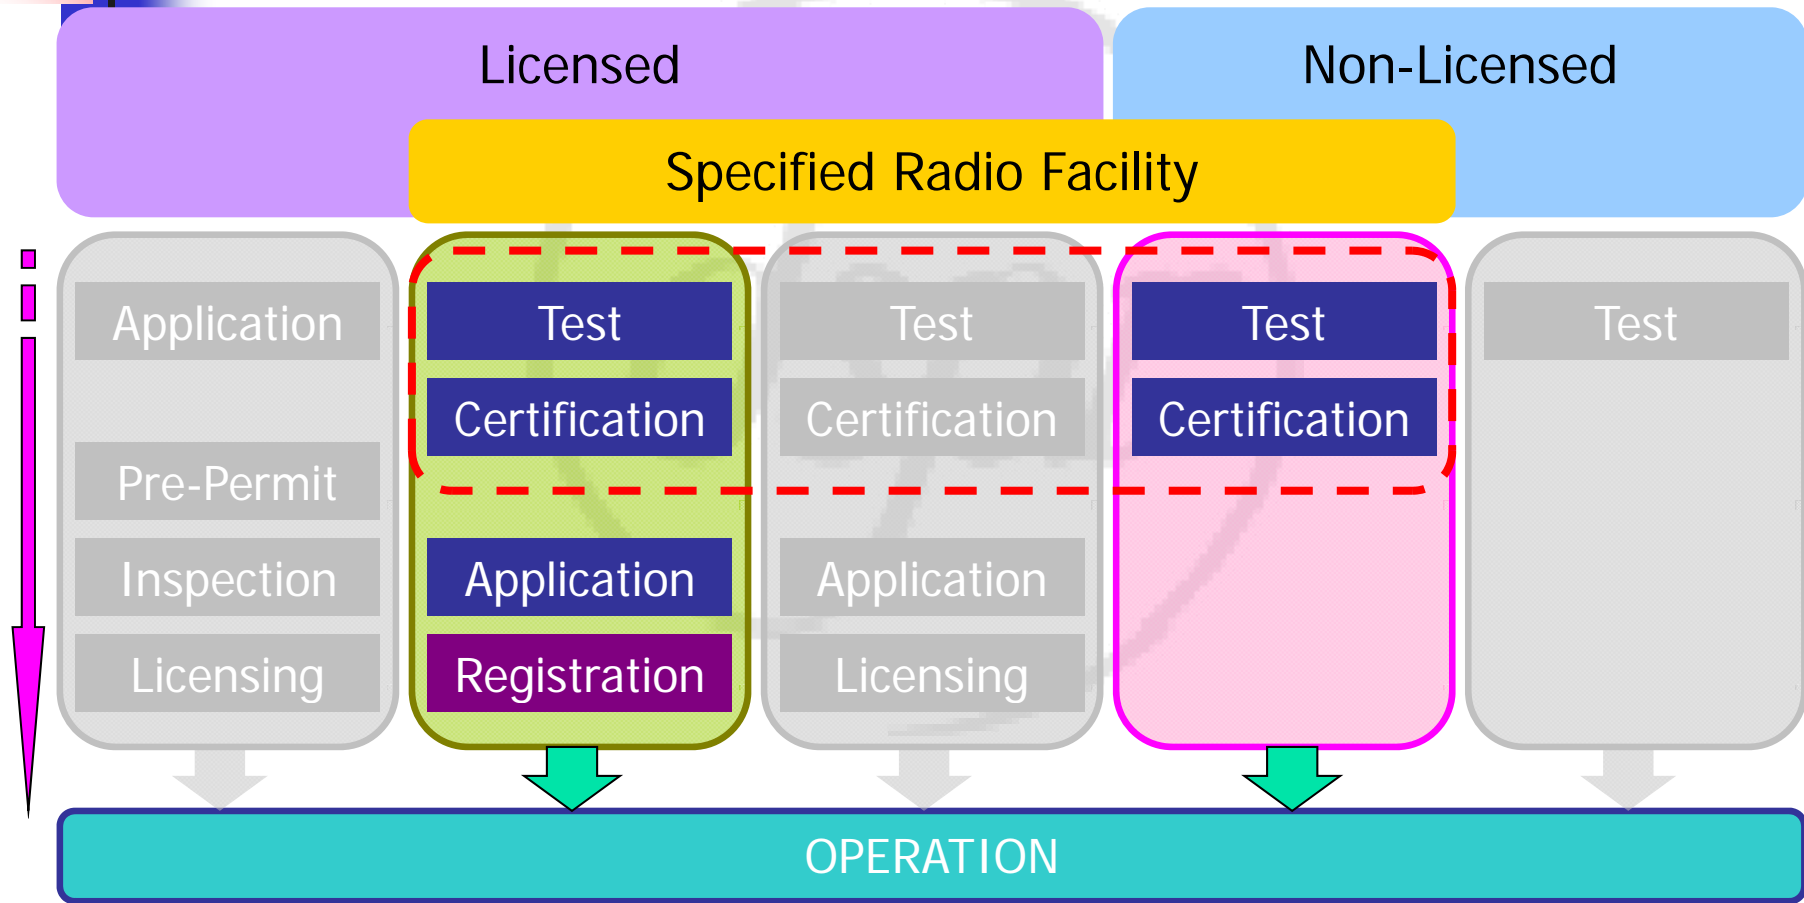 Licensed
Non-Licensed
Specified Radio Facility
Application
Pre-Permit
Inspection
Licensing
Test
Certification
Application
Registration
Test
Certification
Application
Licensing
Test
Certification
Test
OPERATION